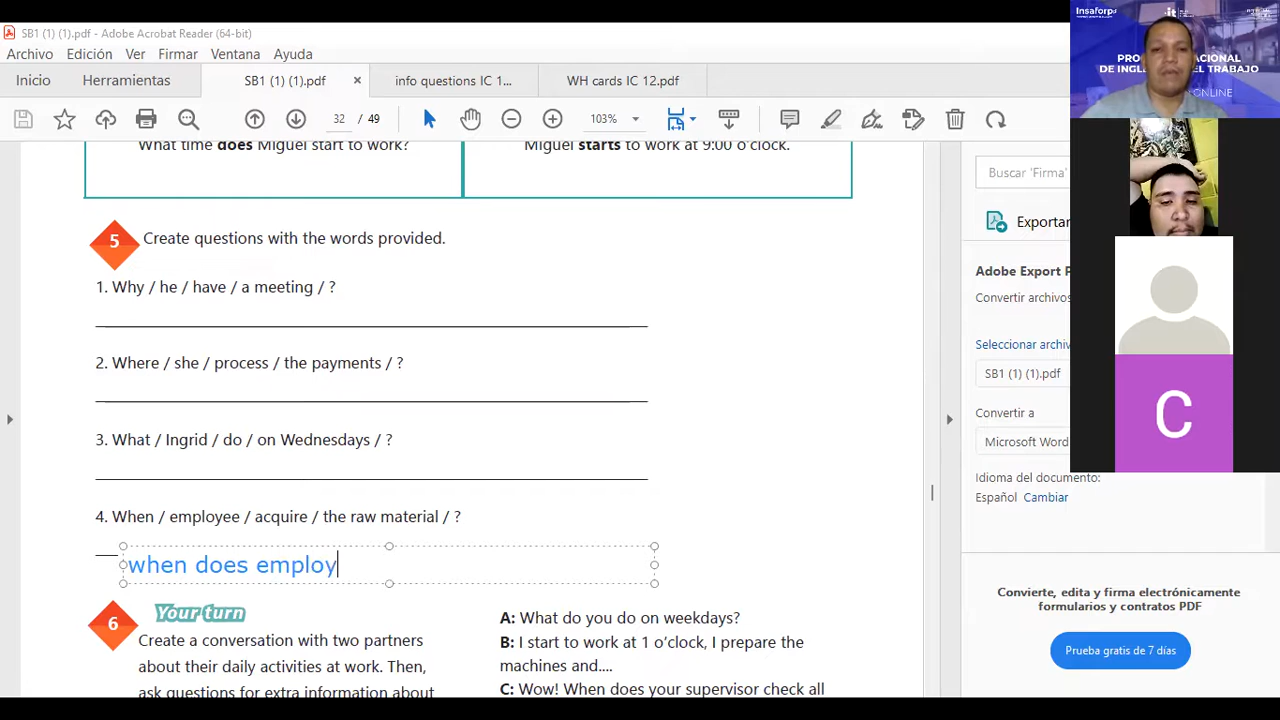 SB1 (1) (1).pdf - Adobe Acrobat Reader (64-bit)
Archivo Edición Ver Firmar Ventana Ayuda
Inicio Herramientas SB1 (1) (1).pdf × info questions IC 1... WH cards IC 12.pdf
32 / 49 103%
What time does Miguel start to work? Miguel starts to work at 9:00 o'clock.
5 Create questions with the words provided.
1. Why / he / have / a meeting / ?
2. Where / she / process / the payments / ?
3. What / Ingrid / do / on Wednesdays / ?
4. When / employee / acquire / the raw material / ?
when does employ
6 Your turn
Create a conversation with two partners
about their daily activities at work. Then,
ask questions for extra information about
A: What do you do on weekdays?
B: I start to work at 1 o'clock, I prepare the
machines and....
C: Wow! When does your supervisor check all
Buscar 'Firma'
Exportar
Adobe Export P
Convertir archivos
Seleccionar archiv
SB1 (1) (1).pdf
Convertir a
Microsoft Word
Idioma del documento:
Español Cambiar
Convierte, edita y firma electrónicamente
formularios y contratos PDF
Prueba gratis de 7 días
Insaforp
PRO ACIONAL
DE INGL EL TRABAJO
ONLINE
C